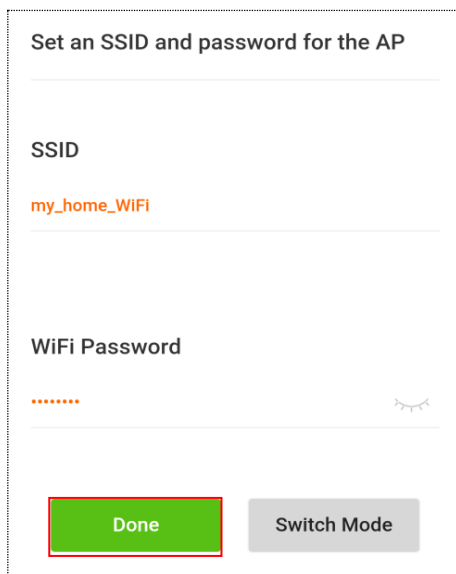 Set an SSID and password for the AP
SSID
my_home_WiFi
WiFi Password
••••••••
Done
Switch Mode